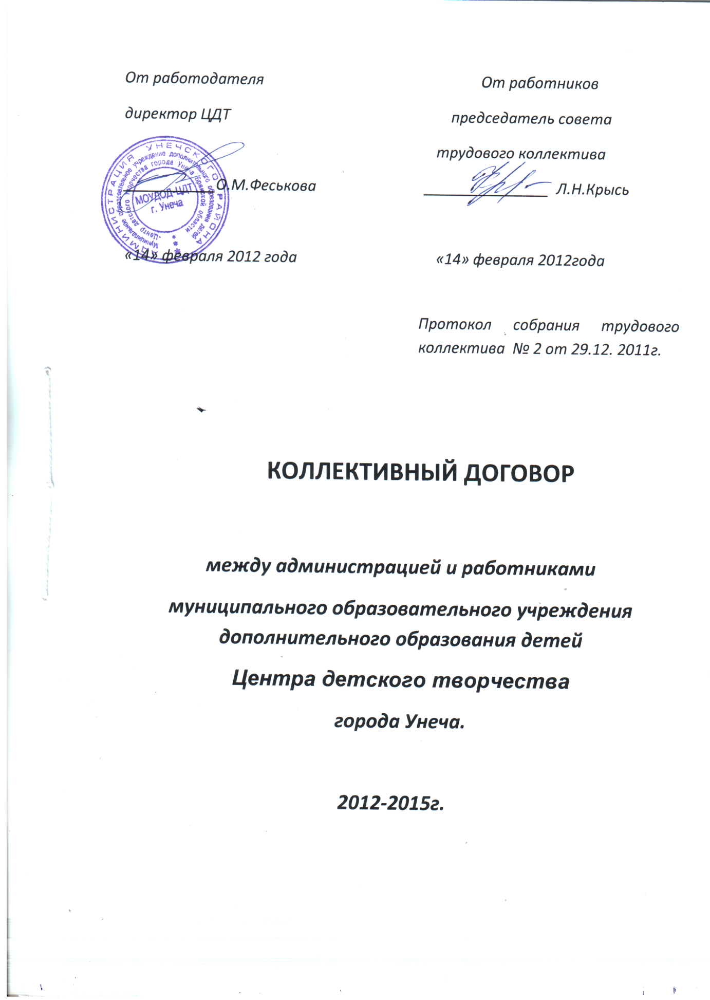 От работодателя
директор ЦДТ
О.М.Феськова
«14» февраля 2012 года
От работников
председатель совета
трудового коллектива
Л.Н.Крысь
«14» февраля 2012года
АДМИНИСТРАЦИЯ УНЕЧСКОГО РАЙОНА
Муниципальное образовательное учреждение дополнительного образования детей
-Центр детского творчества города Унеча Брянской области
МОУДОД-ЦДТ
г. Унеча
Протокол собрания трудового
коллектива № 2 от 29.12. 2011г.
КОЛЛЕКТИВНЫЙ ДОГОВОР
между администрацией и работниками
муниципального образовательного учреждения
дополнительного образования детей
Центра детского творчества
города Унеча.
2012-2015г.